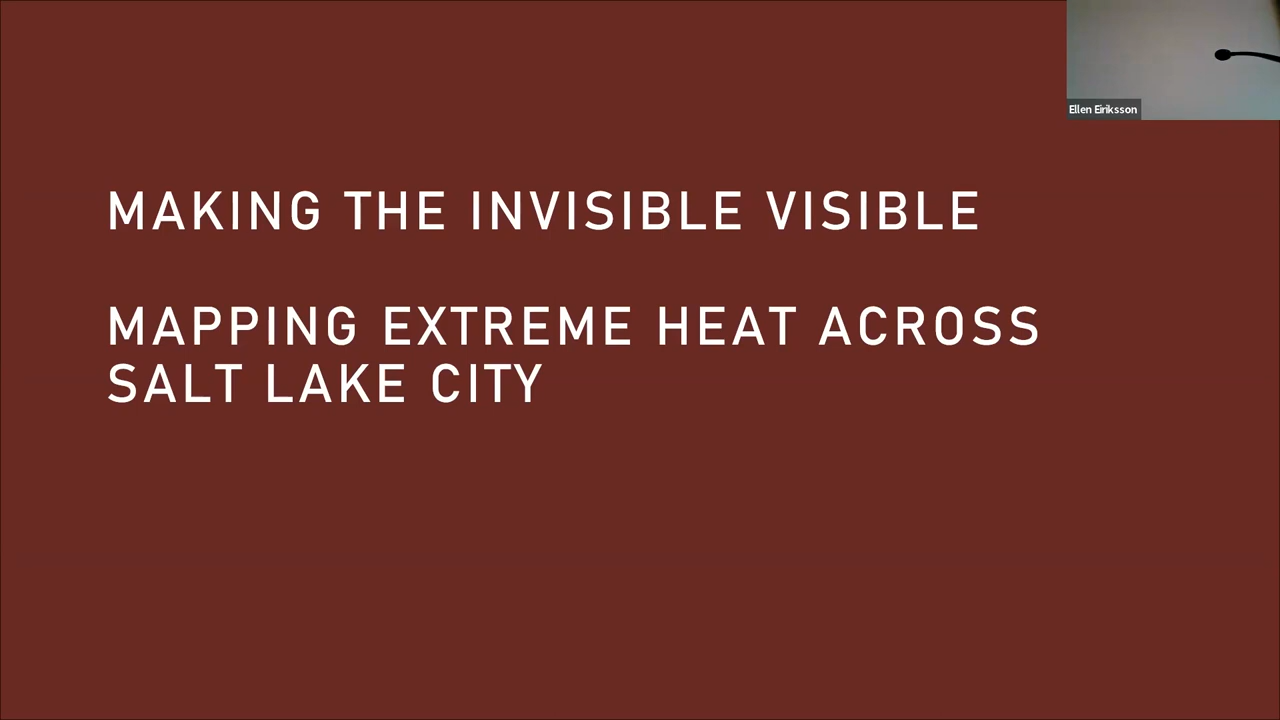 Ellen Eiriksson
MAKING THE INVISIBLE VISIBLE
MAPPING EXTREME HEAT ACROSS
SALT LAKE CITY